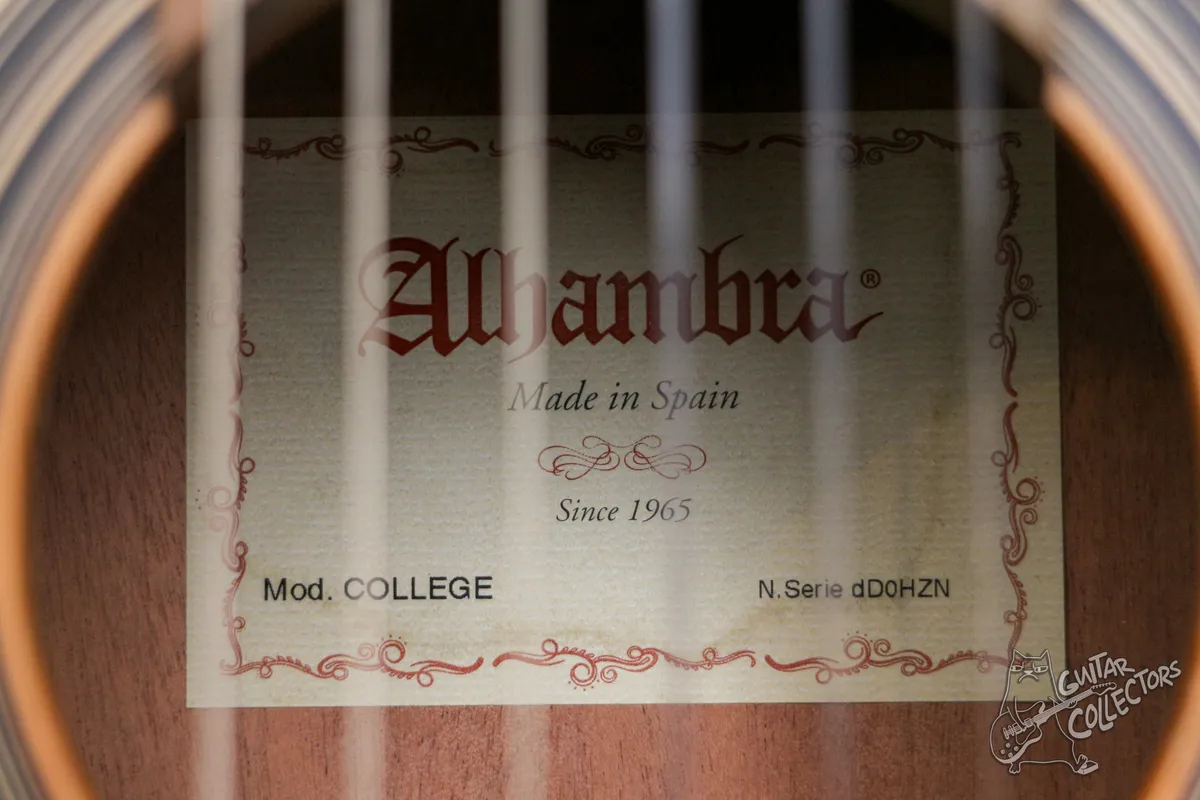 Alhambra®
Made in Spain
Since 1965
Mod. COLLEGE
N.Serie dD0HZN
GUITAR
COLLECTORS